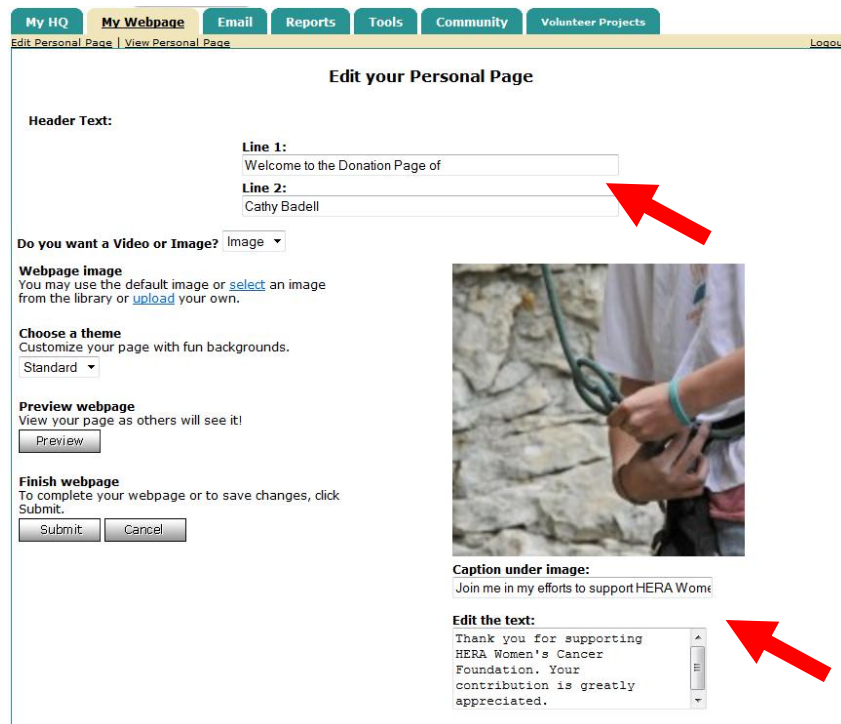 My HQ My Webpage Email Reports Tools Community Volunteer Projects
Edit Personal Page | View Personal Page Logou
Edit your Personal Page
Header Text:
Line 1:
Welcome to the Donation Page of
Line 2:
Cathy Badell
Do you want a Video or Image? Image
Webpage image
You may use the default image or select an image
from the library or upload your own.
Choose a theme
Customize your page with fun backgrounds.
Standard
Preview webpage
View your page as others will see it!
Preview
Finish webpage
To complete your webpage or to save changes, click
Submit.
Submit Cancel
Caption under image:
Join me in my efforts to support HERA Wome
Edit the text:
Thank you for supporting
HERA Women's Cancer
Foundation. Your
contribution is greatly
appreciated.